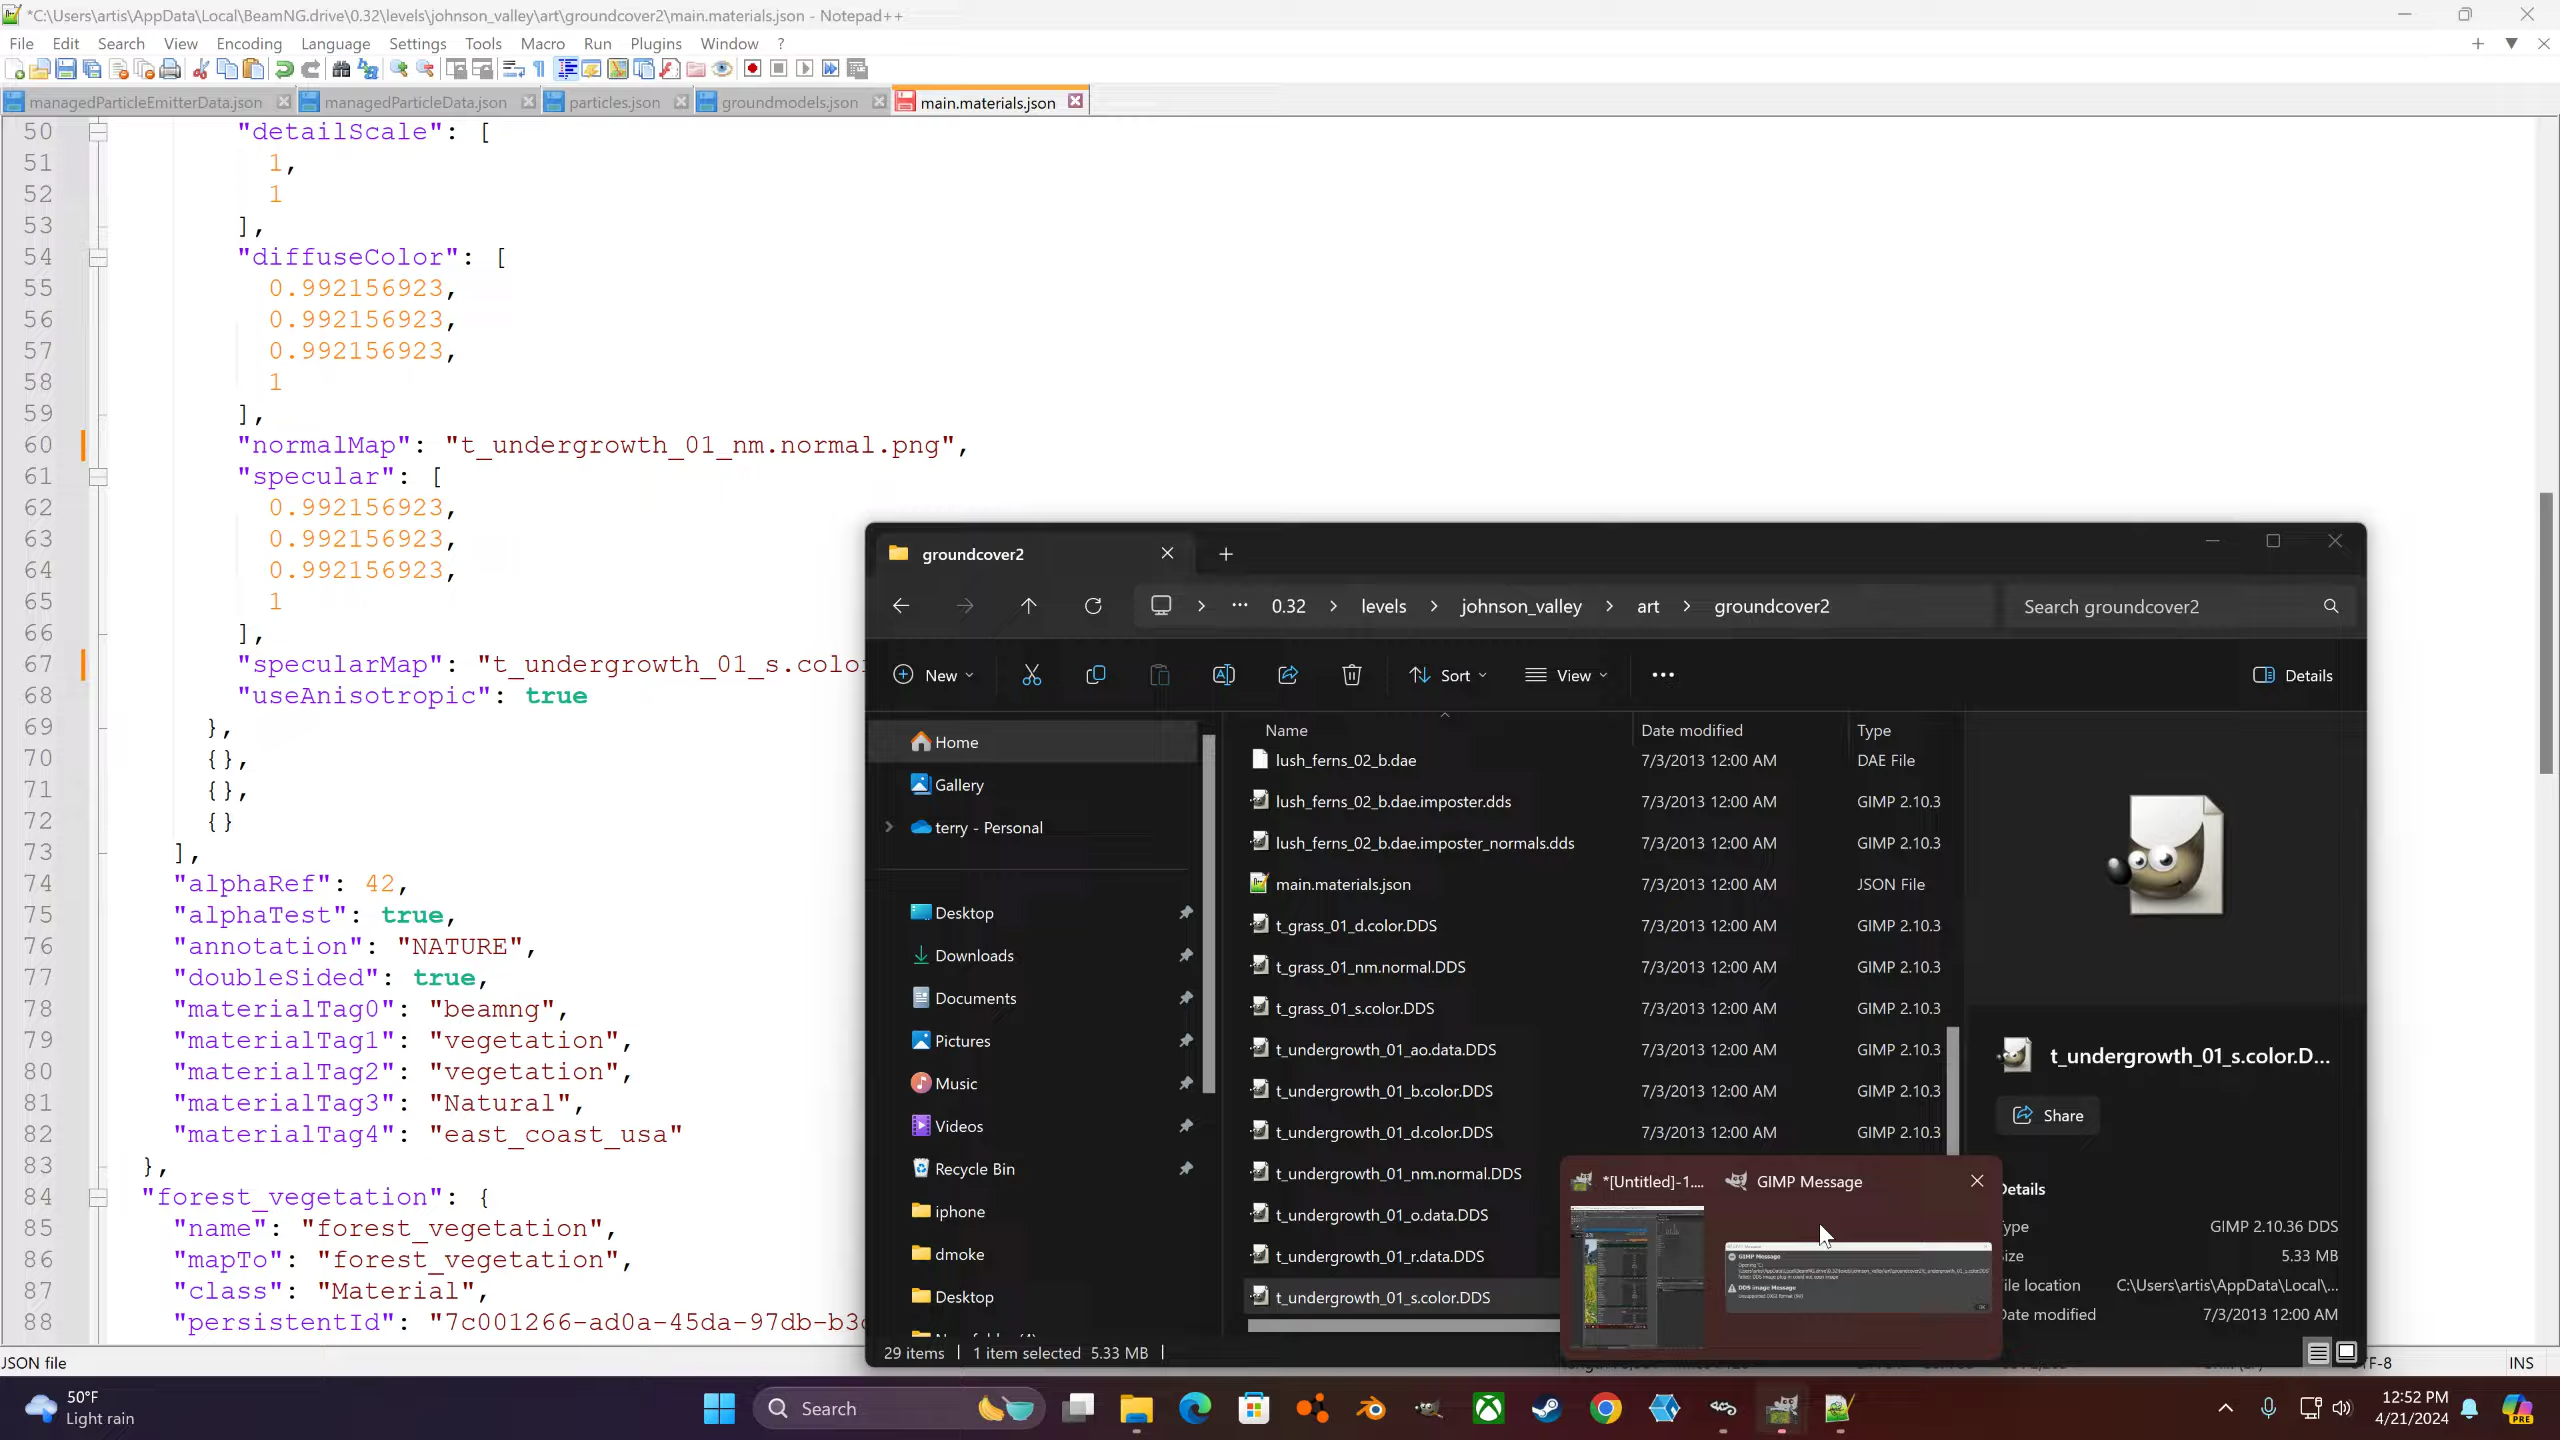 *C:\Users\artis\AppData\Local\BeamNG.drive\0.32\levels\johnson_valley\art\groundcover2\main.materials.json - Notepad++
File Edit Search View Encoding Language Settings Tools Macro Run Plugins Window ?
managedParticleEmitterData.json managedParticleData.json particles.json groundmodels.json main.materials.json
50 "detailScale": [
51 1,
52 1
53 ],
54 "diffuseColor": [
55 0.992156923,
56 0.992156923,
57 0.992156923,
58 1
59 ],
60 "normalMap": "t_undergrowth_01_nm.normal.png",
61 "specular": [
62 0.992156923,
63 0.992156923,
64 0.992156923,
65 1
66 ],
67 "specularMap": "t_undergrowth_01_s.color
68 "useAnisotropic": true
69 },
70 {},
71 {},
72 {}
73 ],
74 "alphaRef": 42,
75 "alphaTest": true,
76 "annotation": "NATURE",
77 "doubleSided": true,
78 "materialTag0": "beamng",
79 "materialTag1": "vegetation",
80 "materialTag2": "vegetation",
81 "materialTag3": "Natural",
82 "materialTag4": "east_coast_usa"
83 },
84 "forest_vegetation": {
85 "name": "forest_vegetation",
86 "mapTo": "forest_vegetation",
87 "class": "Material",
88 "persistentId": "7c001266-ad0a-45da-97db-b3
groundcover2
0.32 > levels > johnson_valley > art > groundcover2
Search groundcover2
New Sort View Details
Home
Gallery
terry - Personal
Desktop
Downloads
Documents
Pictures
Music
Videos
Recycle Bin
iphone
dmoke
Desktop
Name Date modified Type
lush_ferns_02_b.dae 7/3/2013 12:00 AM DAE File
lush_ferns_02_b.dae.imposter.dds 7/3/2013 12:00 AM GIMP 2.10.3
lush_ferns_02_b.dae.imposter_normals.dds 7/3/2013 12:00 AM GIMP 2.10.3
main.materials.json 7/3/2013 12:00 AM JSON File
t_grass_01_d.color.DDS 7/3/2013 12:00 AM GIMP 2.10.3
t_grass_01_nm.normal.DDS 7/3/2013 12:00 AM GIMP 2.10.3
t_grass_01_s.color.DDS 7/3/2013 12:00 AM GIMP 2.10.3
t_undergrowth_01_ao.data.DDS 7/3/2013 12:00 AM GIMP 2.10.3
t_undergrowth_01_b.color.DDS 7/3/2013 12:00 AM GIMP 2.10.3
t_undergrowth_01_d.color.DDS 7/3/2013 12:00 AM GIMP 2.10.3
t_undergrowth_01_nm.normal.DDS
t_undergrowth_01_o.data.DDS
t_undergrowth_01_r.data.DDS
t_undergrowth_01_s.color.DDS
t_undergrowth_01_s.color.D...
Share
Details
ype GIMP 2.10.36 DDS
ize 5.33 MB
ile location C:\Users\artis\AppData\Local\...
Date modified 7/3/2013 12:00 AM
29 items 1 item selected 5.33 MB
*[Untitled]-1.... GIMP Message
GIMP Message
DDS image Message
JSON file
TF-8 INS
50°F
Light rain
Search
12:52 PM
4/21/2024
PRE